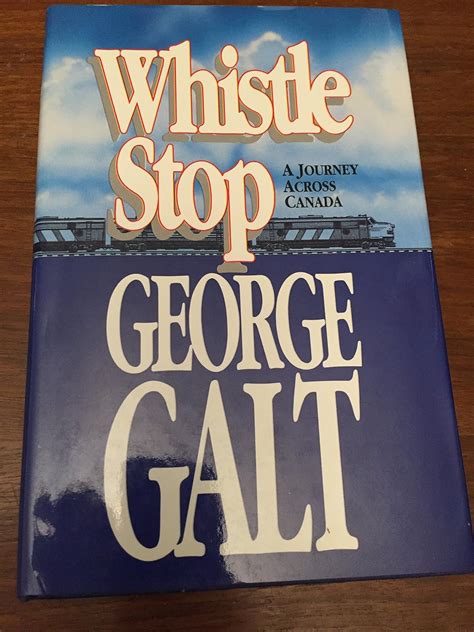 Whistle
Stop
A JOURNEY
ACROSS
CANADA
GEORGE
GALT